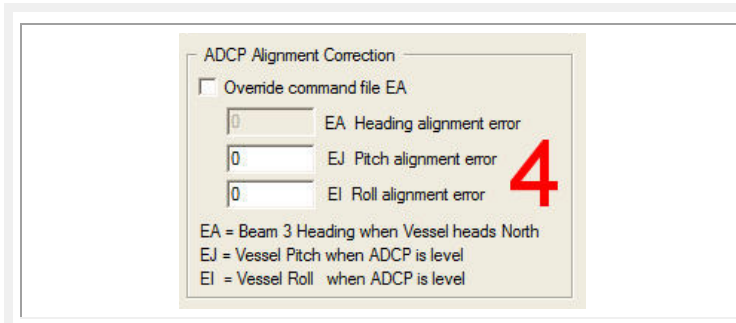 ADCP Alignment Correction
Override command file EA
0 EA Heading alignment error
0 EJ Pitch alignment error
0 EI Roll alignment error
4
EA = Beam 3 Heading when Vessel heads North
EJ = Vessel Pitch when ADCP is level
EI = Vessel Roll when ADCP is level